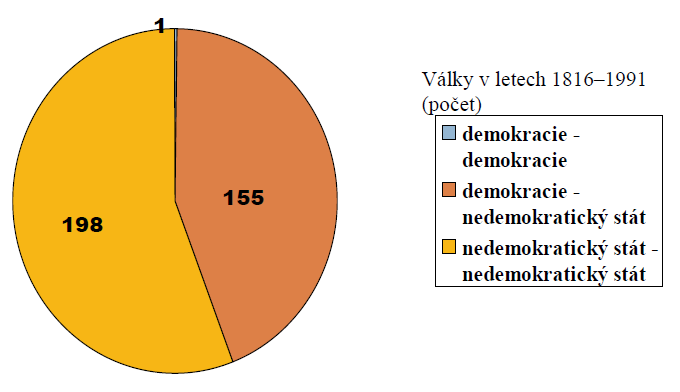 1
155
198
Války v letech 1816–1991
(počet)
demokracie -
demokracie
demokracie -
nedemokratický stát
nedemokratický stát -
nedemokratický stát